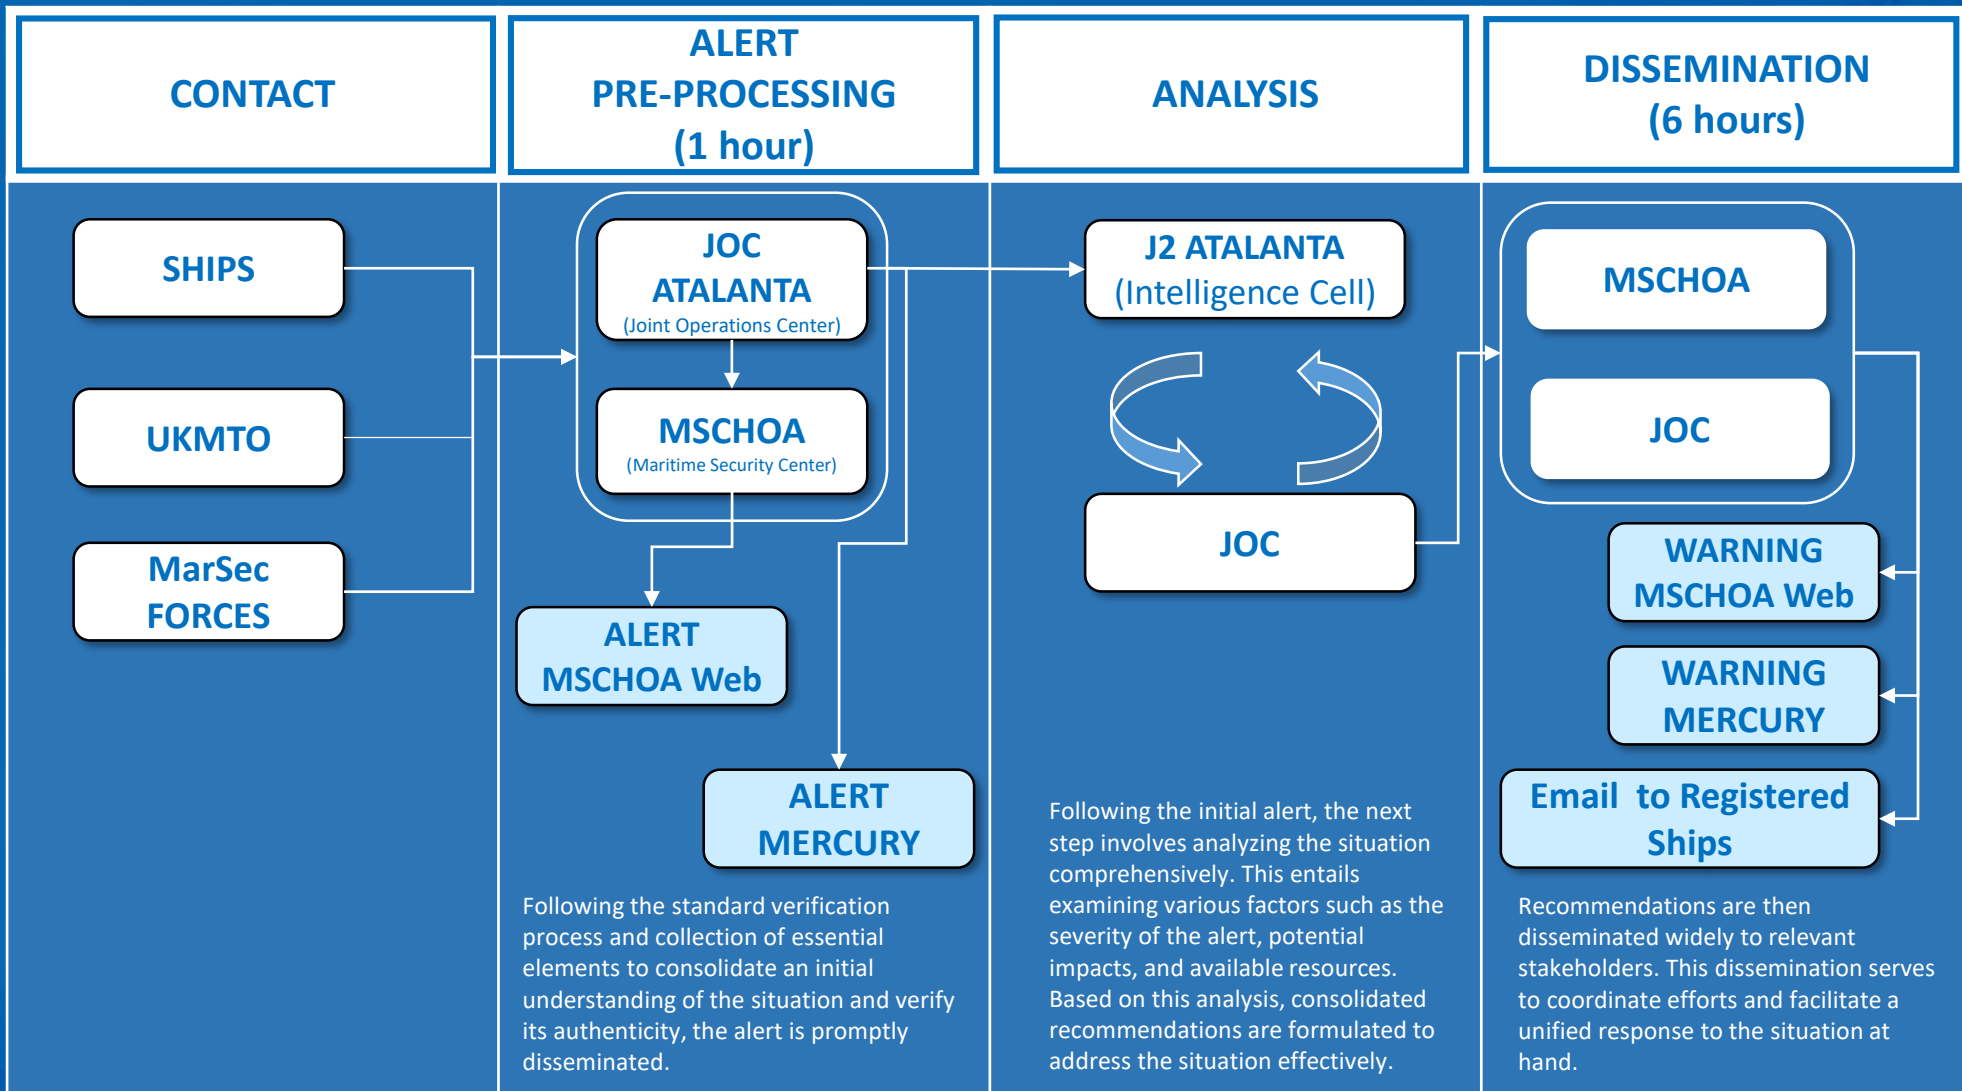 CONTACT
ALERT
PRE-PROCESSING
(1 hour)
ANALYSIS
DISSEMINATION
(6 hours)
SHIPS
UKMTO
MarSec
FORCES
JOC
ATALANTA
(Joint Operations Center)
MSCHOA
(Maritime Security Center)
ALERT
MSCHOA Web
ALERT
MERCURY
Following the standard verification
process and collection of essential
elements to consolidate an initial
understanding of the situation and verify
its authenticity, the alert is promptly
disseminated.
J2 ATALANTA
(Intelligence Cell)
JOC
Following the initial alert, the next
step involves analyzing the situation
comprehensively. This entails
examining various factors such as the
severity of the alert, potential
impacts, and available resources.
Based on this analysis, consolidated
recommendations are formulated to
address the situation effectively.
MSCHOA
JOC
WARNING
MSCHOA Web
WARNING
MERCURY
Email to Registered
Ships
Recommendations are then
disseminated widely to relevant
stakeholders. This dissemination serves
to coordinate efforts and facilitate a
unified response to the situation at
hand.